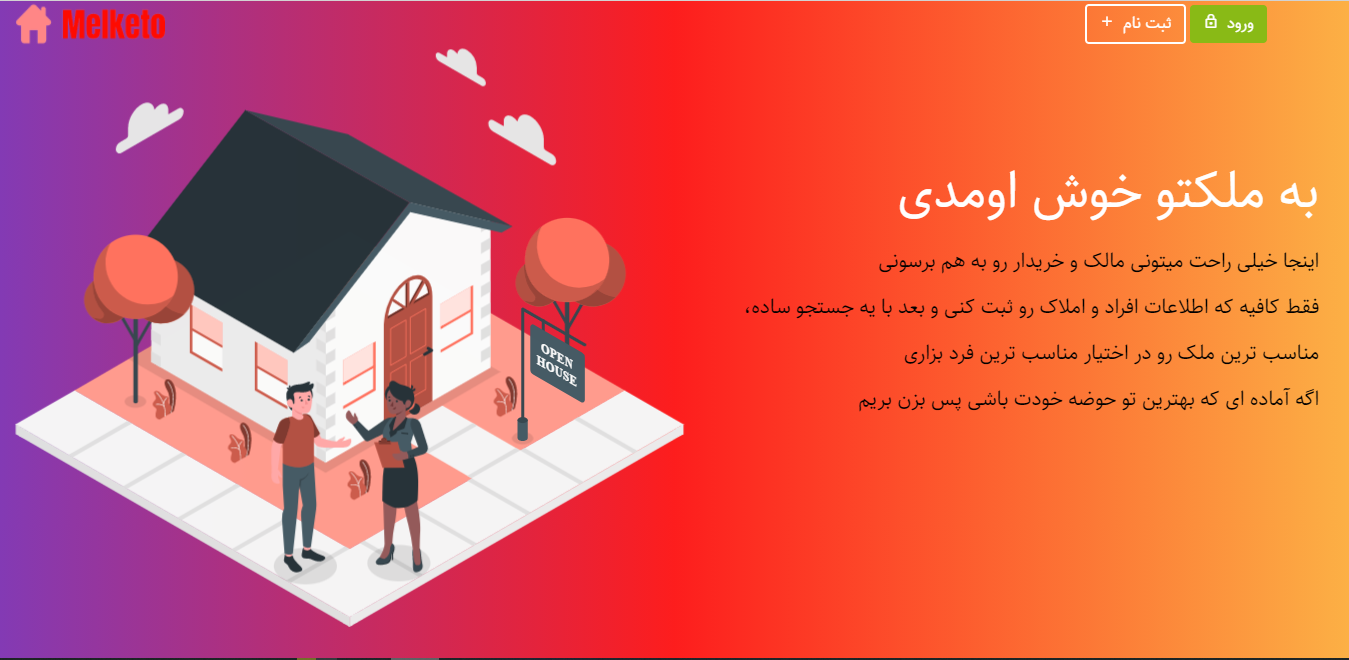 Melketo
ورود
ثبت نام +
به ملکتو خوش اومدی
اینجا خیلی راحت میتونی مالک و خریدار رو به هم برسونی
فقط کافیه که اطلاعات افراد و املاک رو ثبت کنی و بعد با یه جستجو ساده،
مناسب ترین ملک رو در اختیار مناسب ترین فرد بزاری
اگه آماده ای که بهترین تو حوضه خودت باشی پس بزن بریم
OPEN
HOUSE